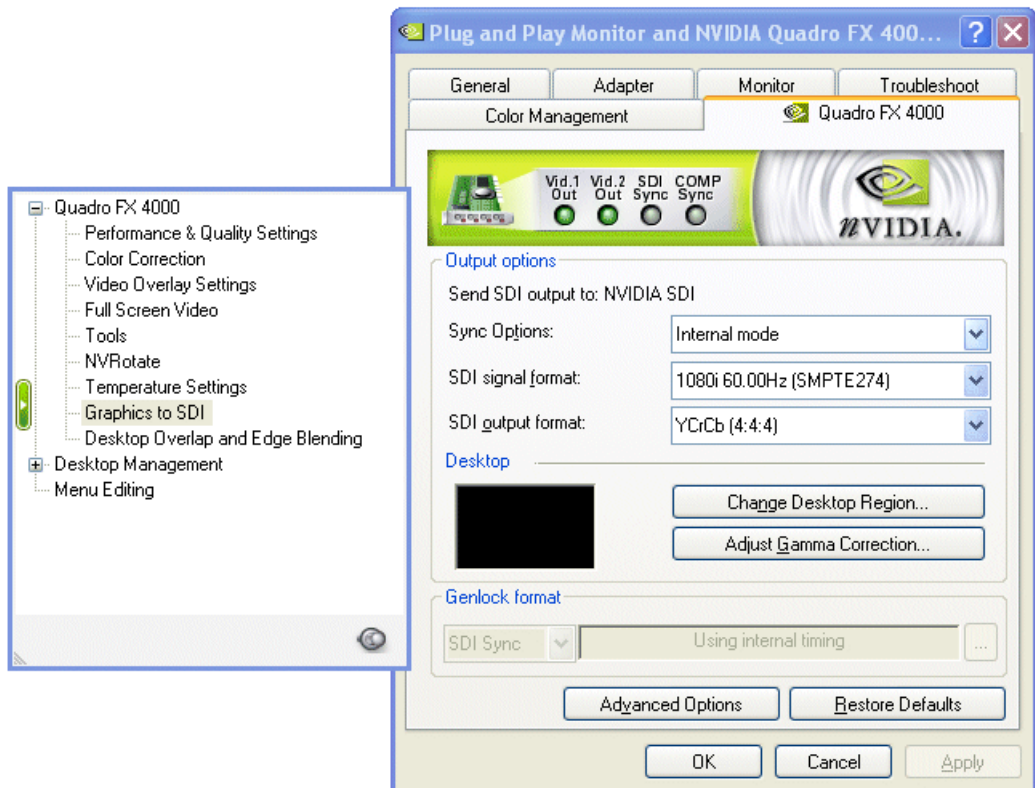 Plug and Play Monitor and NVIDIA Quadro FX 400...
General Adapter Monitor Troubleshoot
Color Management Quadro FX 4000
Vid.1 Out Vid.2 Out SDI Sync COMP Sync
nVIDIA.
Quadro FX 4000
Performance & Quality Settings
Color Correction
Video Overlay Settings
Full Screen Video
Tools
NVRotate
Temperature Settings
Graphics to SDI
Desktop Overlap and Edge Blending
Desktop Management
Menu Editing
Output options
Send SDI output to: NVIDIA SDI
Sync Options: Internal mode
SDI signal format: 1080i 60.00Hz (SMPTE274)
SDI output format: YCrCb (4:4:4)
Desktop
Change Desktop Region...
Adjust Gamma Correction...
Genlock format
SDI Sync Using internal timing ...
Advanced Options Restore Defaults
OK Cancel Apply